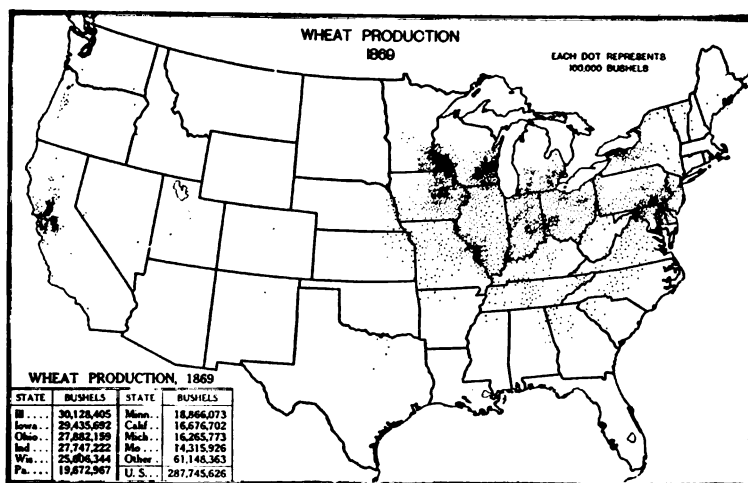 WHEAT PRODUCTION
1869
EACH DOT REPRESENTS
100,000 BUSHELS
WHEAT PRODUCTION, 1869
STATE BUSHELS STATE BUSHELS
Ill.... 30,128,405 Minn.. 18,866,073
Iowa... 29,435,692 Calif.. 16,676,702
Ohio... 27,882,159 Mich.. 16,265,773
Ind.... 27,747,222 Mo... 14,315,926
Wis.... 25,606,344 Other. 61,148,363
Pa.... 19,672,967 U.S... 287,745,626